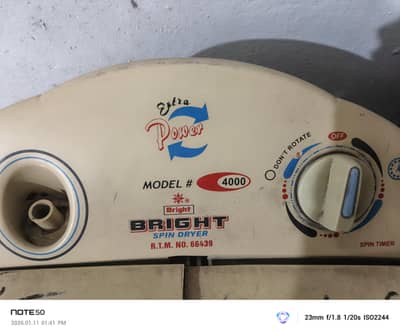 Extra
Power
MODEL # 4000
Bright
BRIGHT
SPIN DRYER
R.T.M. NO. 66439
DON'T ROTATE
OFF
SPIN TIMER
NOTE50
2026.01.11 01:41 PM
23mm f/1.8 1/20s ISO2244